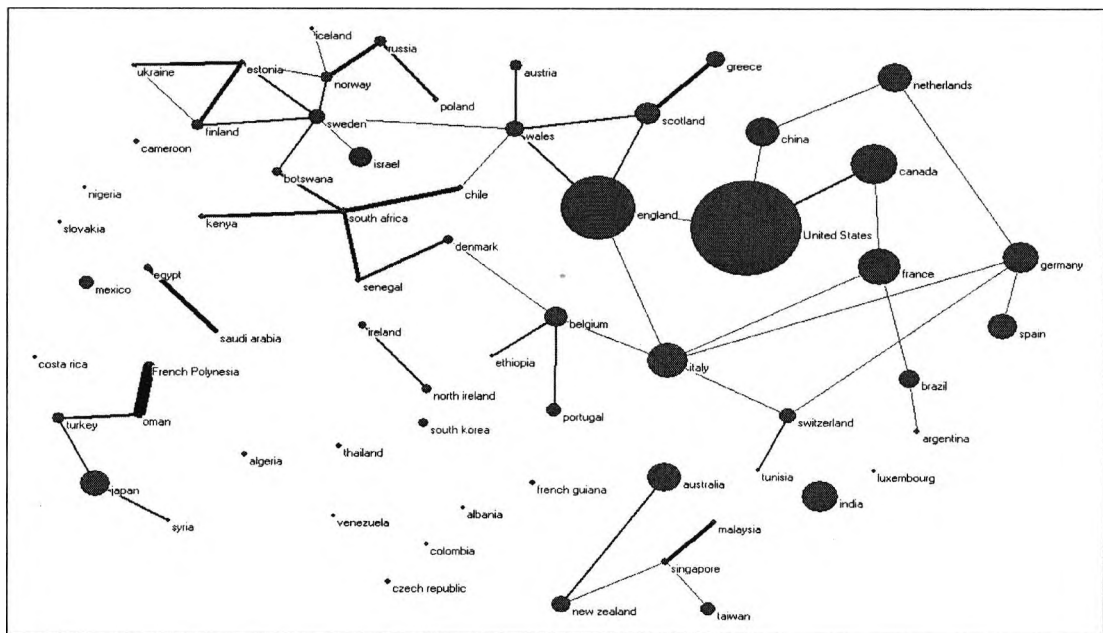 iceland
russia
ukraine
estonia
norway
austria
greece
netherlands
poland
finland
sweden
wales
scotland
china
cameroon
israel
canada
nigeria
botswana
chile
slovakia
kenya
south africa
england
United States
egypt
mexico
denmark
senegal
france
germany
saudi arabia
ireland
belgium
spain
costa rica
French Polynesia
ethiopia
italy
brazil
turkey
oman
north ireland
portugal
switzerland
south korea
argentina
algeria
thailand
japan
french guiana
australia
tunisia
luxembourg
india
syria
venezuela
albania
malaysia
colombia
czech republic
singapore
new zealand
taiwan